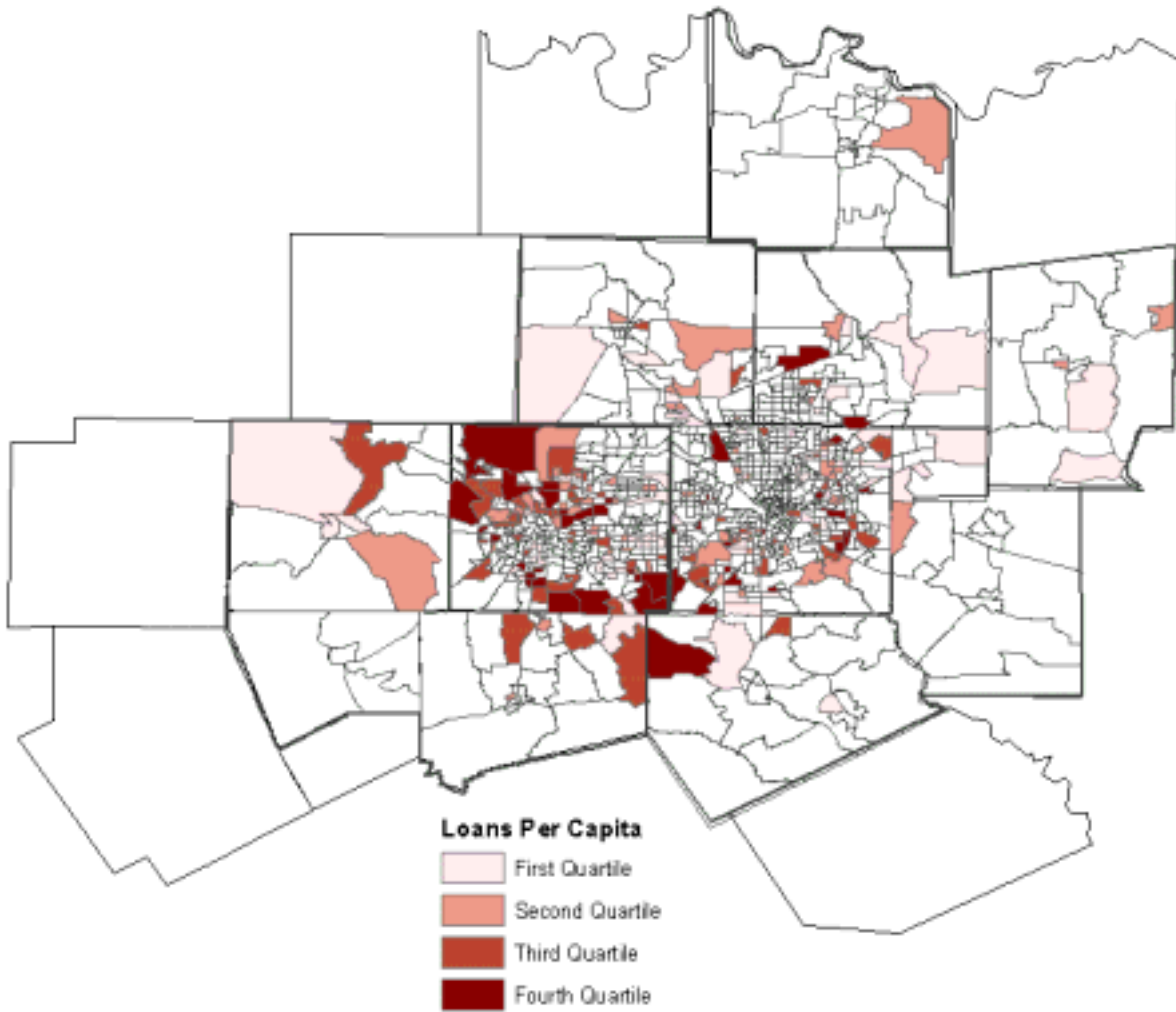 Loans Per Capita
First Quartile
Second Quartile
Third Quartile
Fourth Quartile